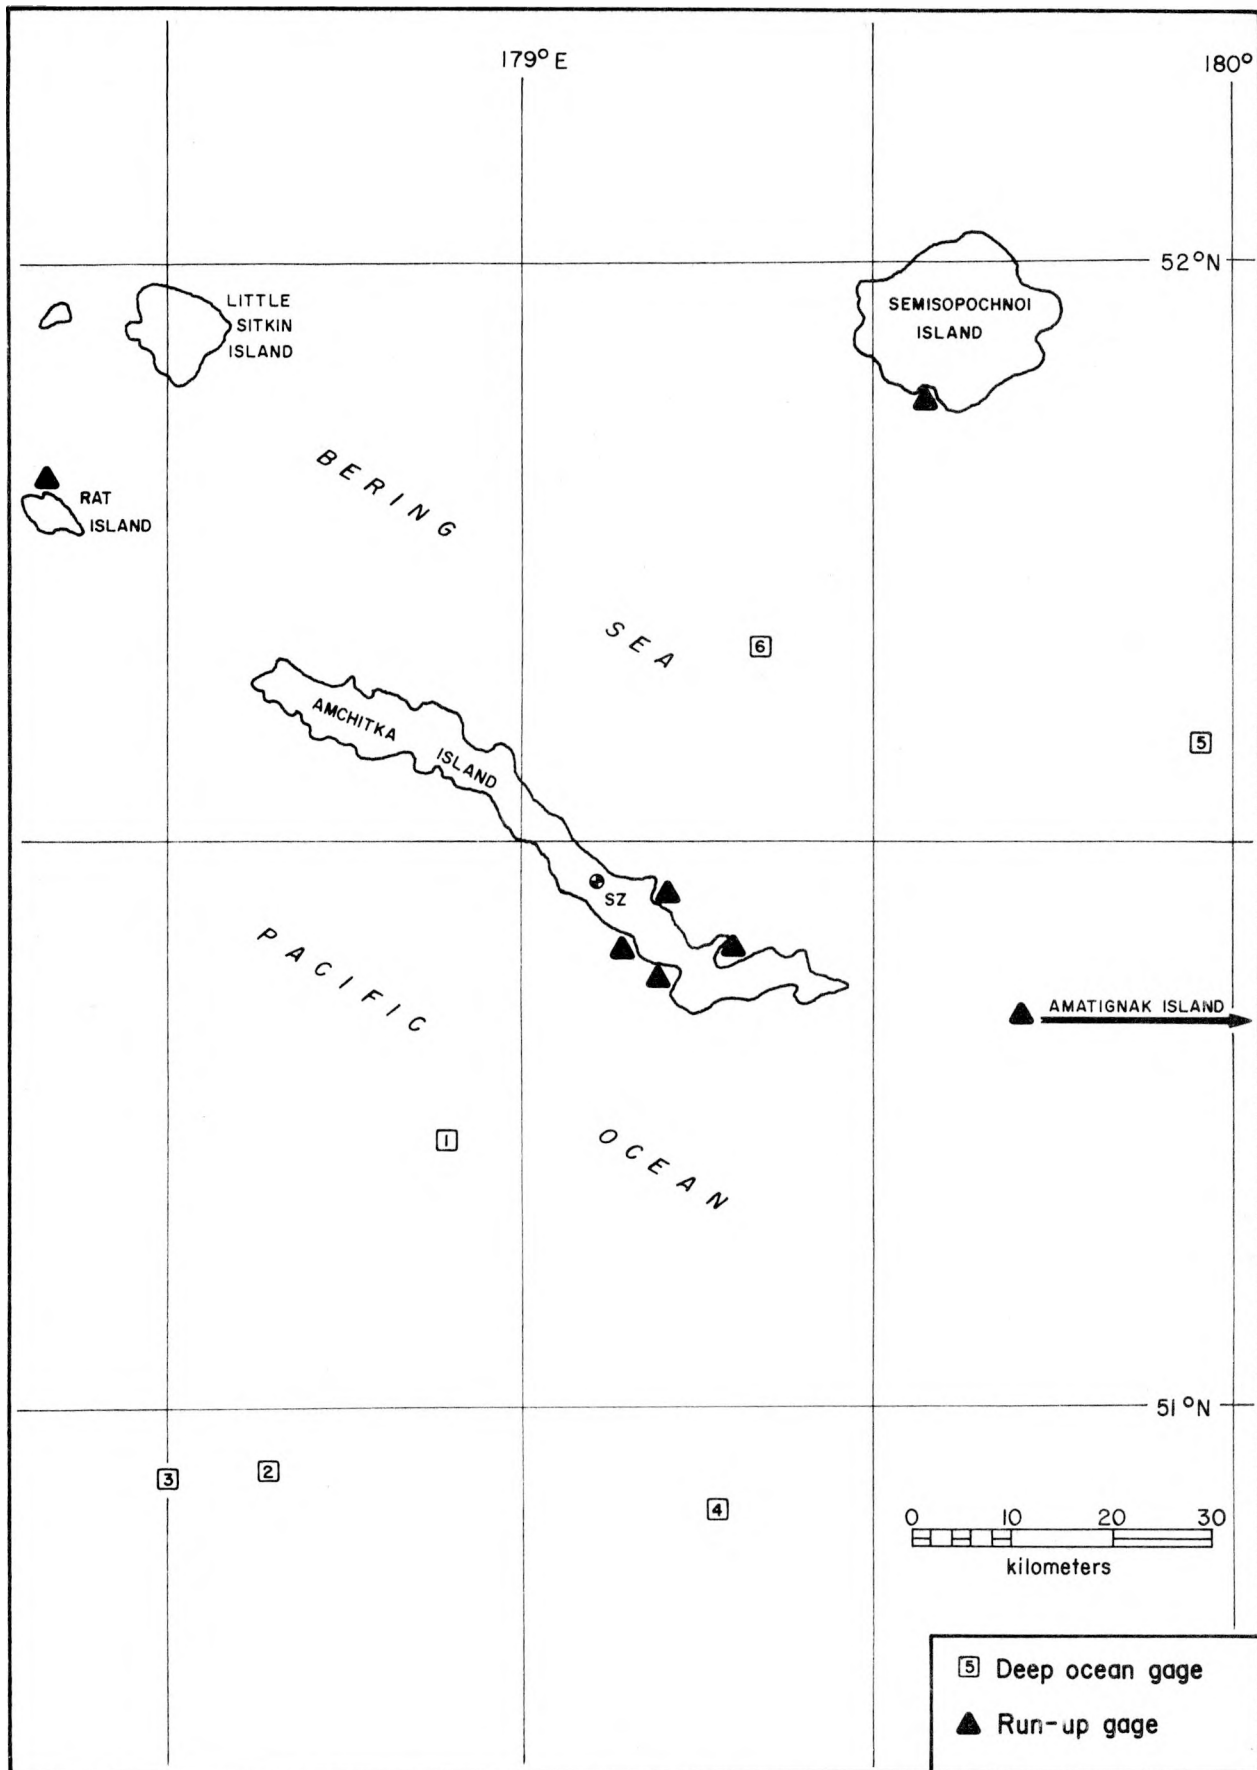 179°E
180°
52°N
LITTLE
SITKIN
ISLAND
SEMISOPOCHNOI
ISLAND
RAT
ISLAND
BERING
SEA
6
5
AMCHITKA
ISLAND
SZ
PACIFIC
AMATIGNAK ISLAND
1
OCEAN
51°N
3
2
4
0 10 20 30
kilometers
5 Deep ocean gage
Run-up gage